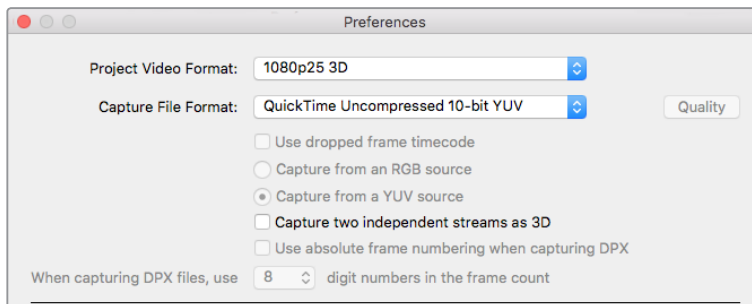 Preferences
Project Video Format: 1080p25 3D
Capture File Format: QuickTime Uncompressed 10-bit YUV Quality
Use dropped frame timecode
Capture from an RGB source
Capture from a YUV source
Capture two independent streams as 3D
Use absolute frame numbering when capturing DPX
When capturing DPX files, use 8 digit numbers in the frame count